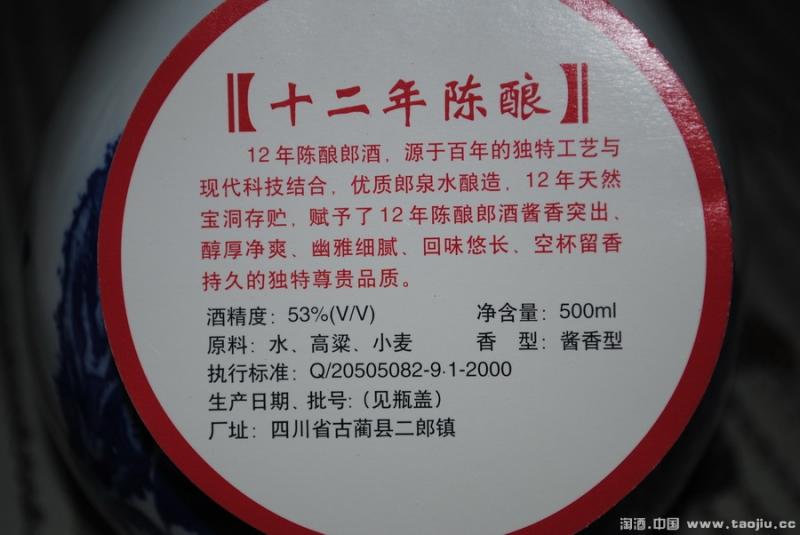 【十二年陈酿】
12年陈酿郎酒，源于百年的独特工艺与
现代科技结合，优质郎泉水酿造，12年天然
宝洞存贮，赋予了12年陈酿郎酒酱香突出、
醇厚净爽、幽雅细腻、回味悠长、空杯留香
持久的独特尊贵品质。
酒精度：53%(V/V) 净含量：500ml
原料：水、高粱、小麦 香 型：酱香型
执行标准：Q/20505082-9·1-2000
生产日期、批号：（见瓶盖）
厂址：四川省古蔺县二郎镇
淘酒.中国 www.taojiu.cc